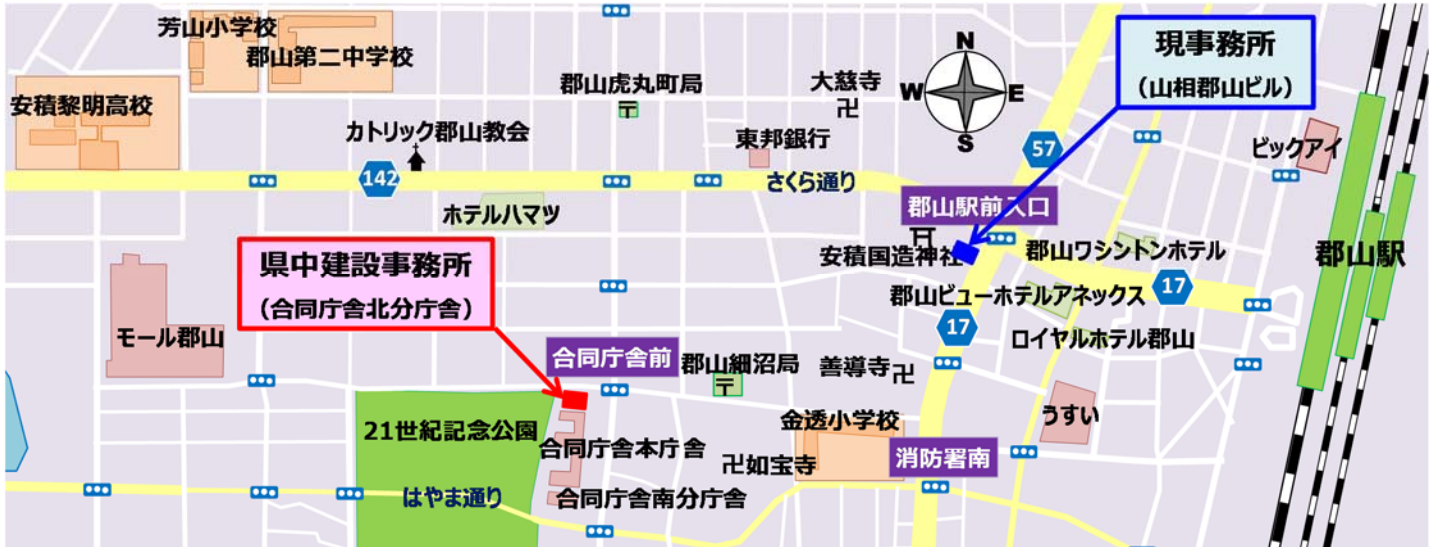 芳山小学校
郡山第二中学校
安積黎明高校
カトリック郡山教会
142
ホテルハマツ
郡山虎丸町局
〒
東邦銀行
大慈寺
卍
N
W
E
S
さくら通り
57
現事務所
(山相郡山ビル)
ビックアイ
郡山駅前入口
安積国造神社
郡山ワシントンホテル
17
郡山ビューホテルアネックス
17
ロイヤルホテル郡山
郡山駅
県中建設事務所
(合同庁舎北分庁舎)
モール郡山
合同庁舎前
郡山細沼局
〒
善導寺
卍
うすい
21世紀記念公園
合同庁舎本庁舎
金透小学校
卍如宝寺
消防署南
はやま通り
合同庁舎南分庁舎